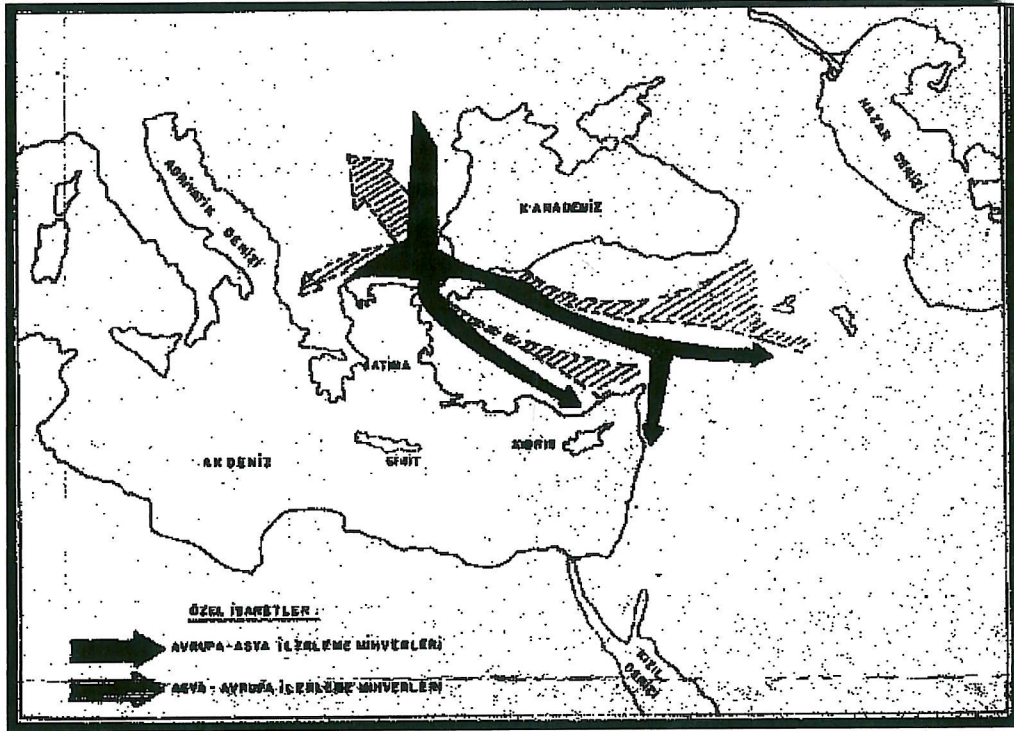 HAZAR DENİZİ
ADRİYATİK DENİZİ
KARADENİZ
ATİNA
AKDENİZ
GİRİT
KIBRIS
ÖZEL İŞARETLER :
AVRUPA-ASYA İLERLEME MİHVERLERİ
ASYA - AVRUPA İLERLEME MİHVERLERİ
KIZIL DENİZİ